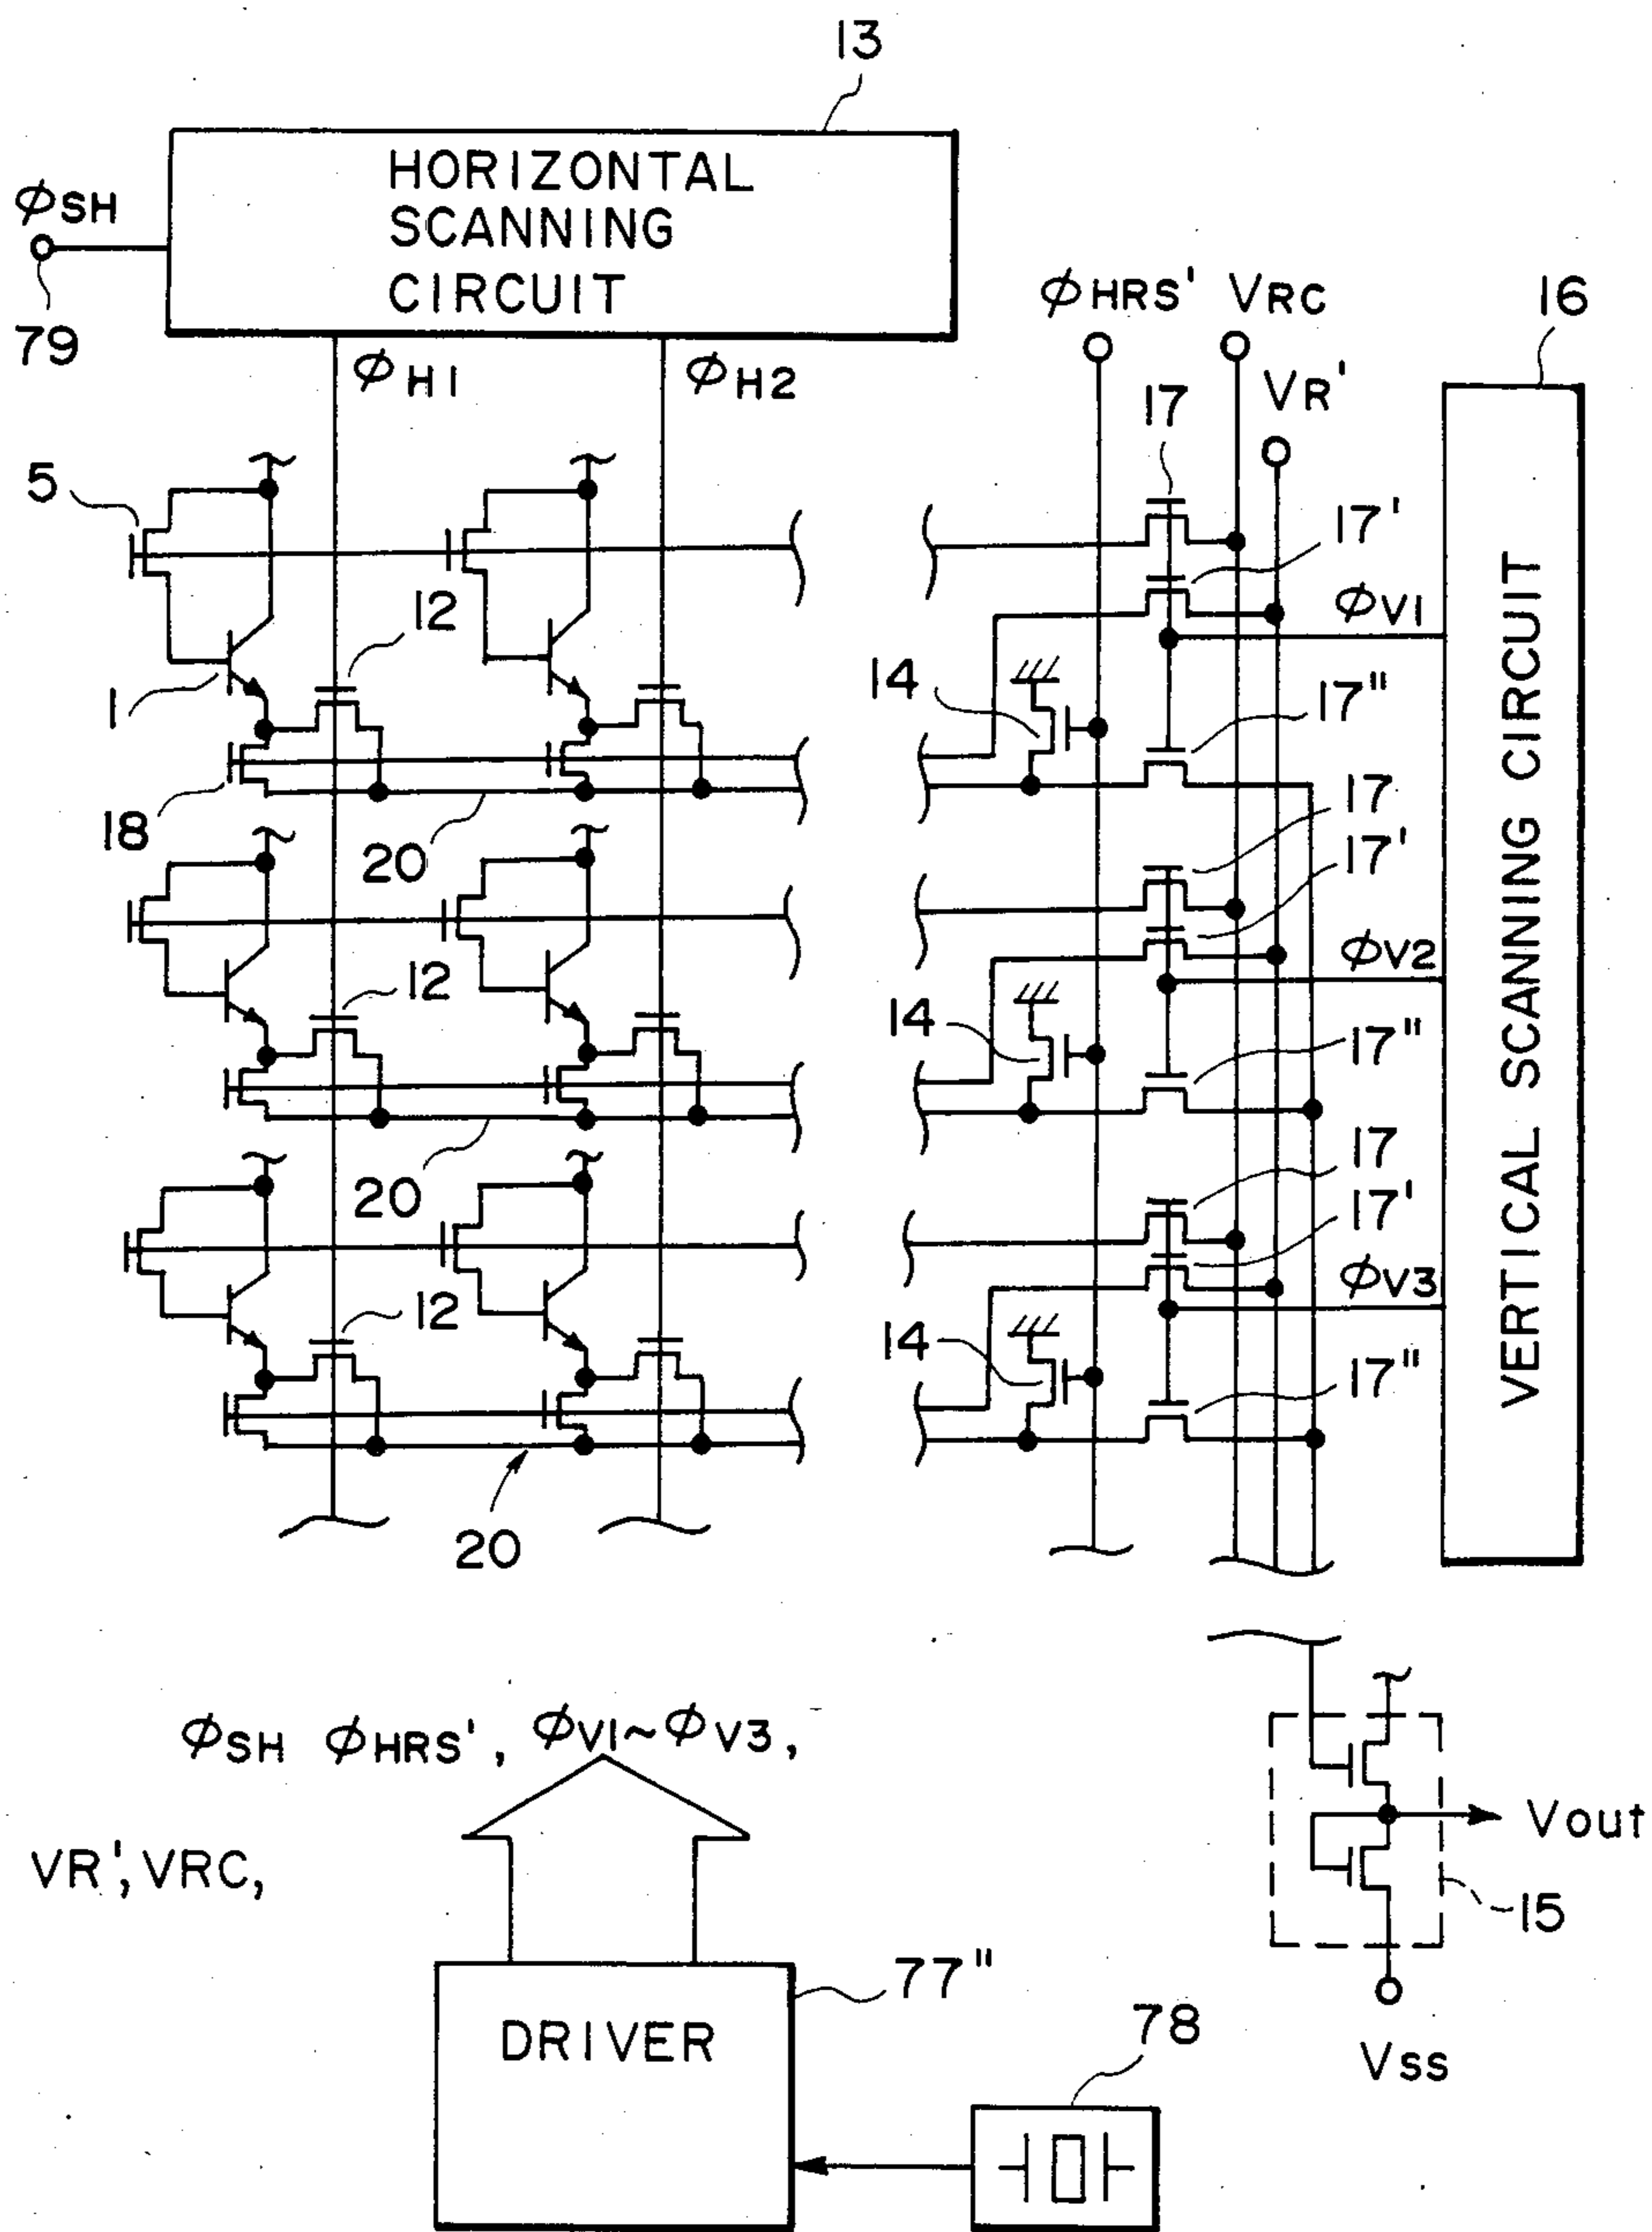 13
HORIZONTAL
SCANNING
CIRCUIT
ϕSH
79
ϕH1
ϕH2
ϕHRS'
VRC
VR'
16
VERTICAL SCANNING CIRCUIT
5
1
18
12
20
17
17'
ϕV1
14
17"
12
20
17
17'
ϕV2
14
17"
12
20
17
17'
ϕV3
14
17"
ϕSH ϕHRS', ϕV1~ϕV3,
VR', VRC,
DRIVER
77"
78
Vout
15
Vss